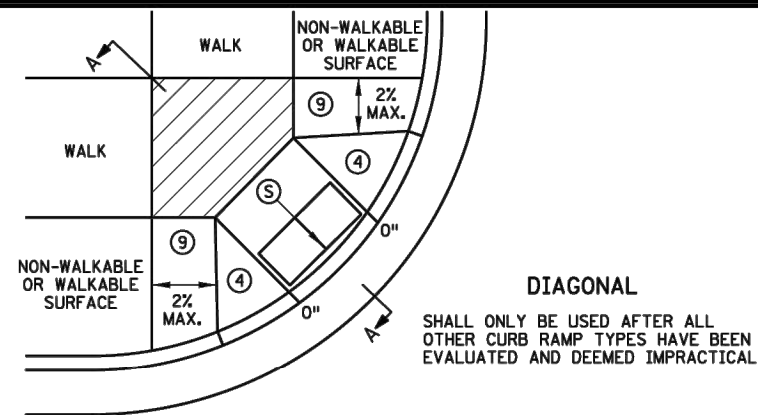 WALK
NON-WALKABLE
OR WALKABLE
SURFACE
A
9
2%
MAX.
WALK
4
S
0"
9
NON-WALKABLE
OR WALKABLE
SURFACE
4
2%
MAX.
0"
A
DIAGONAL
SHALL ONLY BE USED AFTER ALL
OTHER CURB RAMP TYPES HAVE BEEN
EVALUATED AND DEEMED IMPRACTICAL